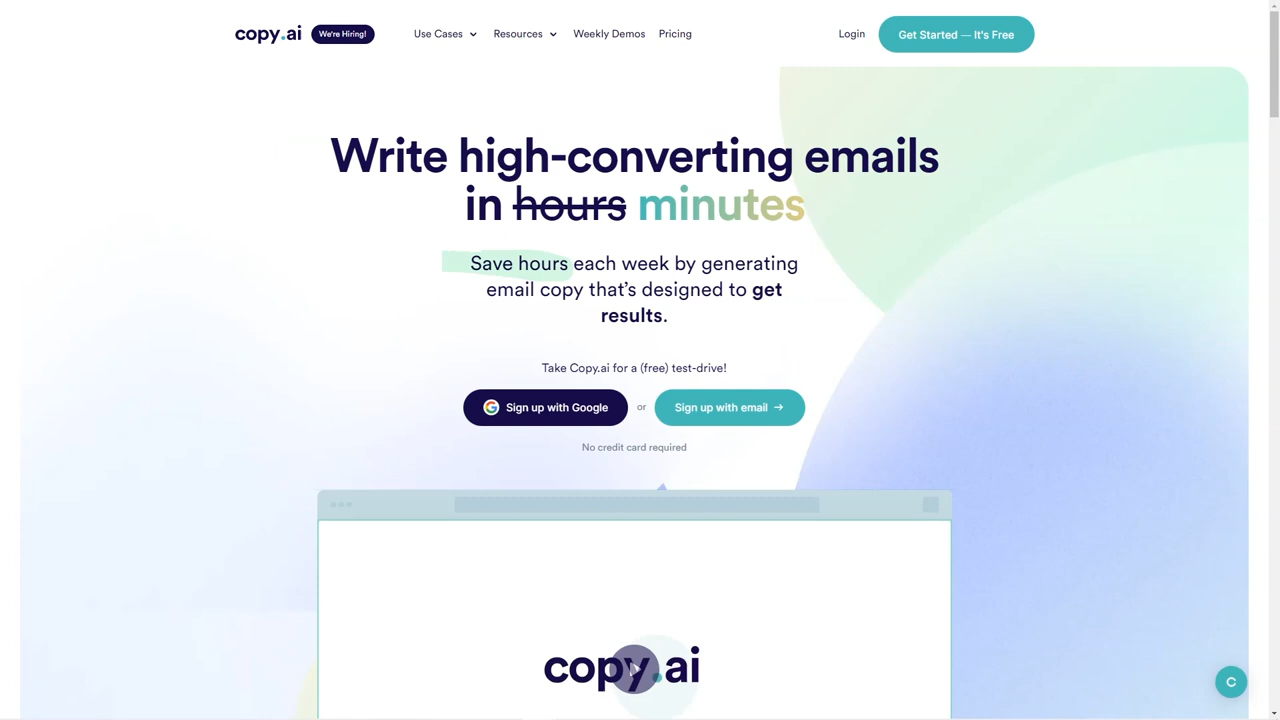 copy.ai We're Hiring! Use Cases Resources Weekly Demos Pricing Login Get Started — It's Free
Write high-converting emails
in hours minutes
Save hours each week by generating
email copy that's designed to get
results.
Take Copy.ai for a (free) test-drive!
Sign up with Google or Sign up with email →
No credit card required
copy.ai
C